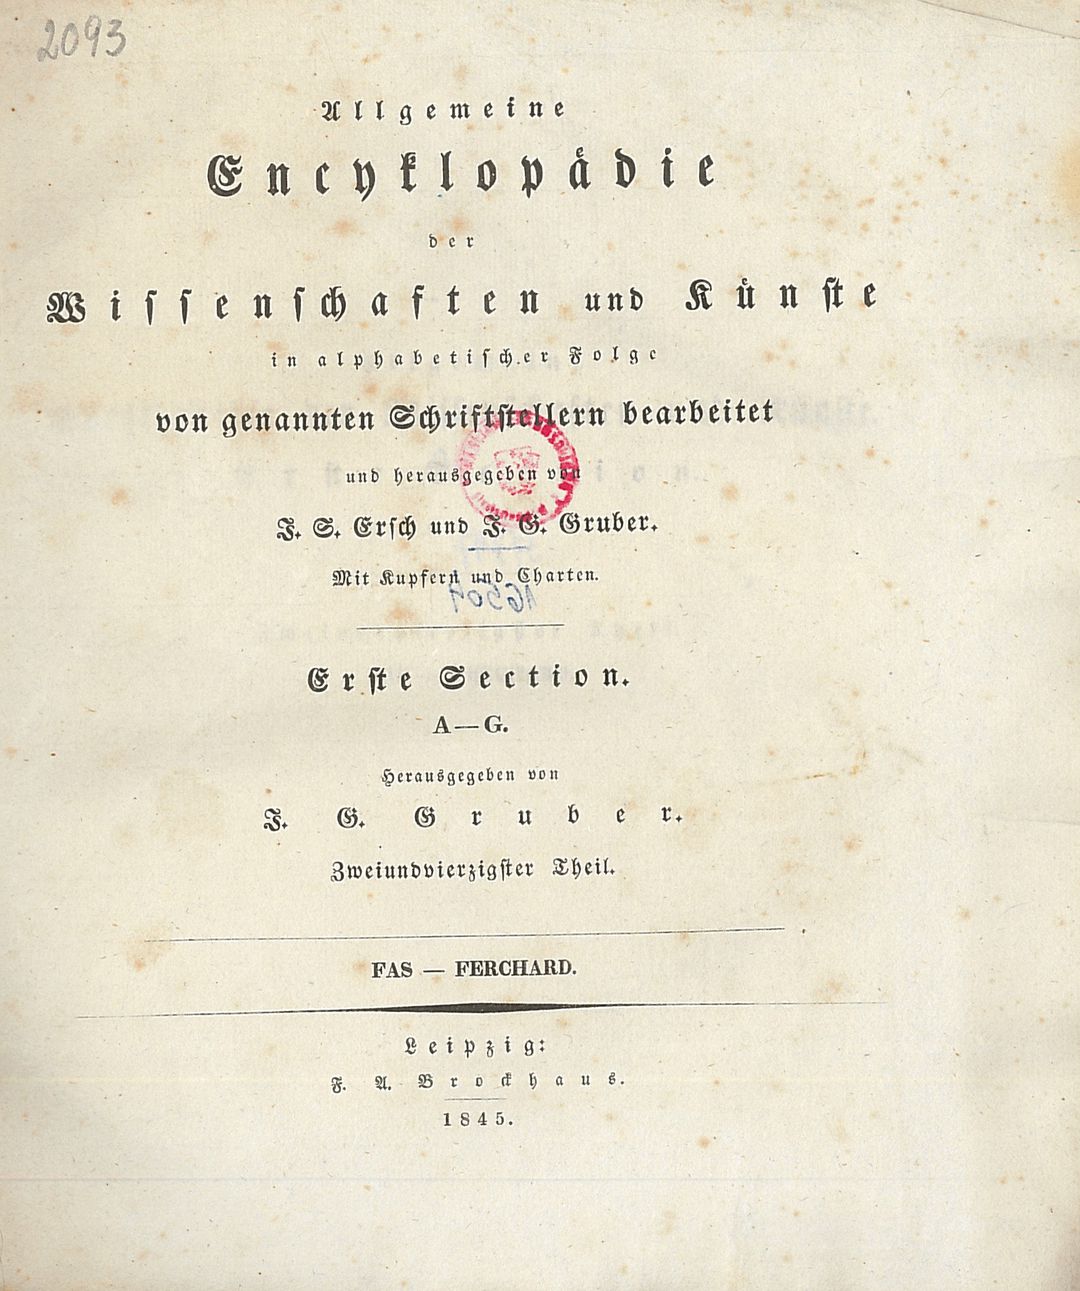 2093
Allgemeine
Encyklopädie
der
Wissenschaften und Künste
in alphabetischer Folge
von genannten Schriftstellern bearbeitet
und herausgegeben von
J. S. Ersch und J. G. Gruber.
Mit Kupfern und Charten.
Erste Section.
A—G.
Herausgegeben von
J. G. Gruber.
Zweiundvierzigster Theil.
FAS — FERCHARD.
Leipzig:
F. A. Brockhaus.
1845.